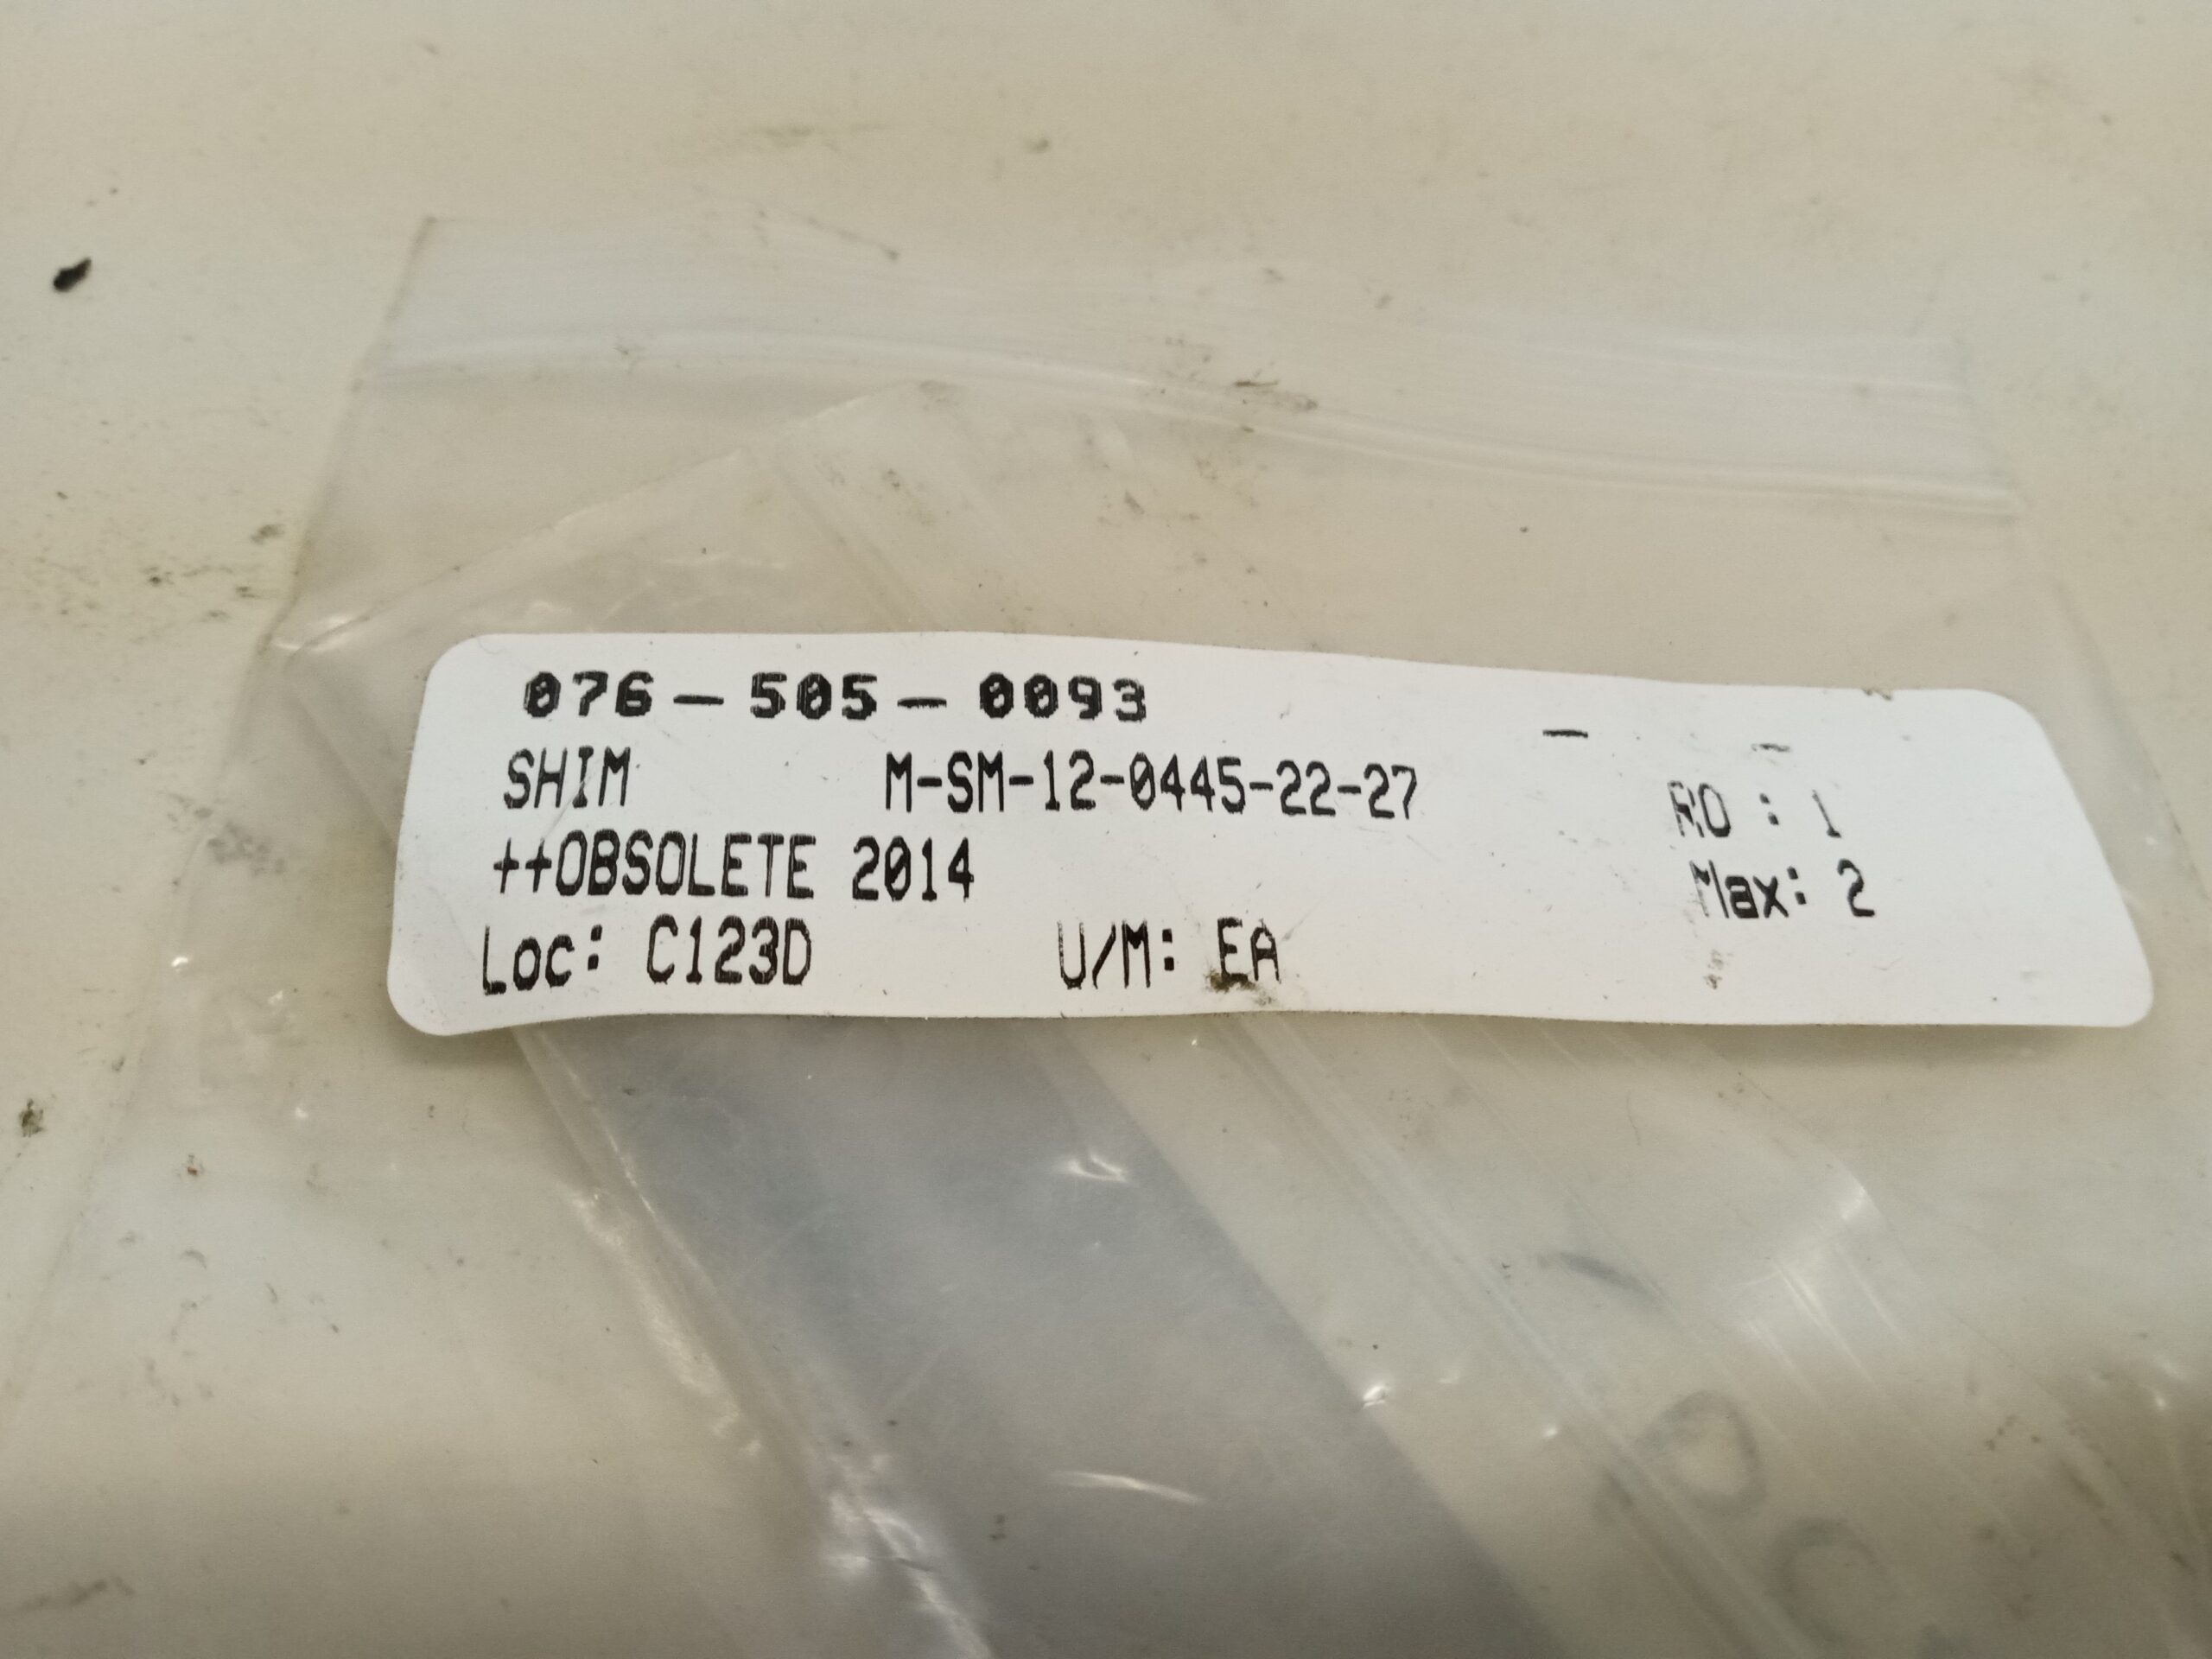 076-505-0093
SHIM M-SM-12-0445-22-27 RO : 1
++OBSOLETE 2014 Max: 2
Loc: C123D U/M: EA